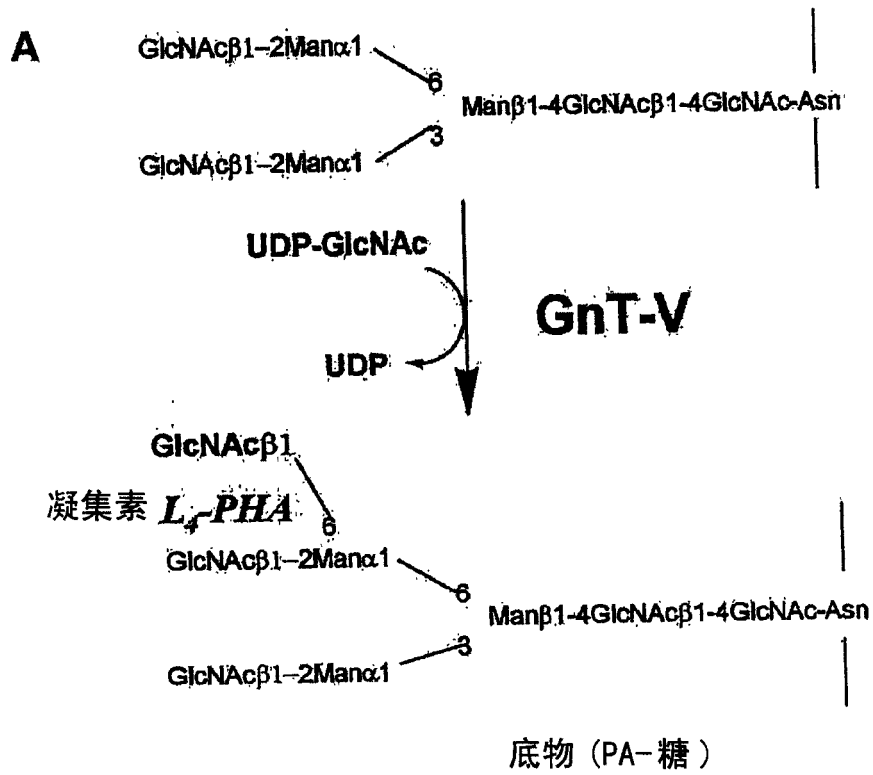 A
GlcNAcβ1-2Manα1
6
Manβ1-4GlcNAcβ1-4GlcNAc-Asn
3
GlcNAcβ1-2Manα1
UDP-GlcNAc
GnT-V
UDP
GlcNAcβ1
凝集素 L4-PHA
6
GlcNAcβ1-2Manα1
6
Manβ1-4GlcNAcβ1-4GlcNAc-Asn
3
GlcNAcβ1-2Manα1
底物 (PA-糖)